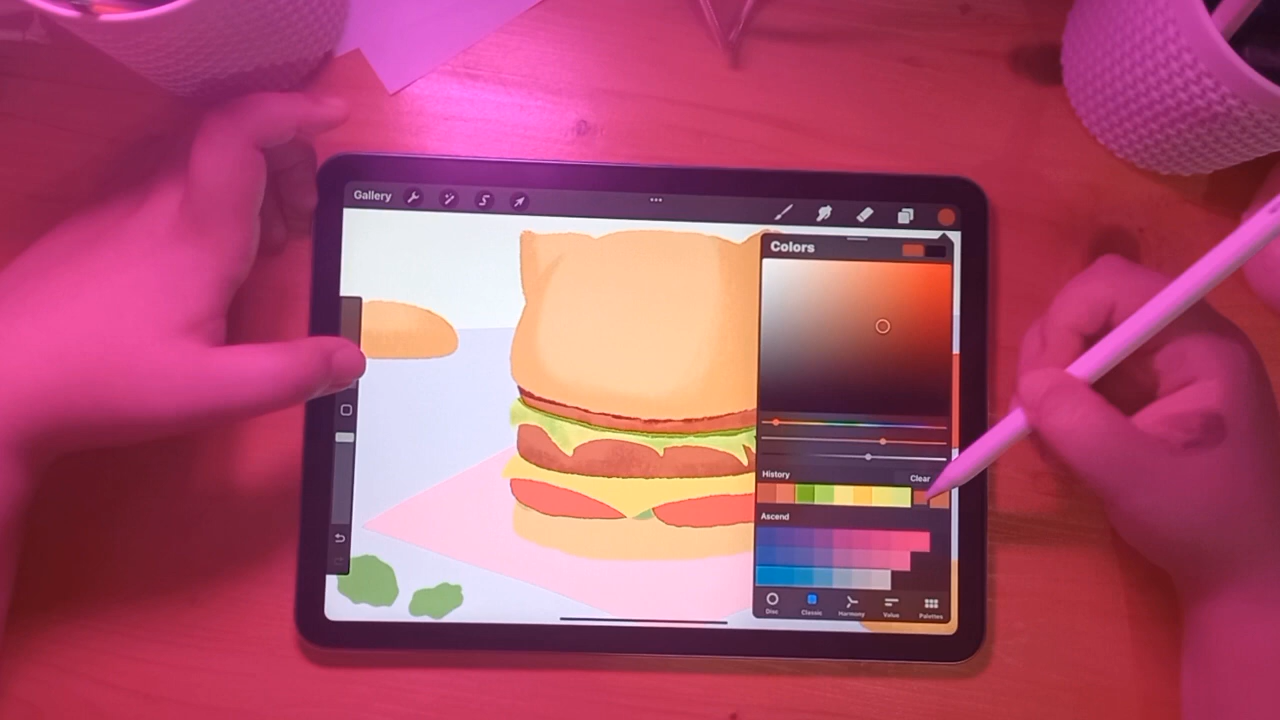 Gallery
Colors
History
Clear
Ascend
Disc
Classic
Harmony
Value
Palettes